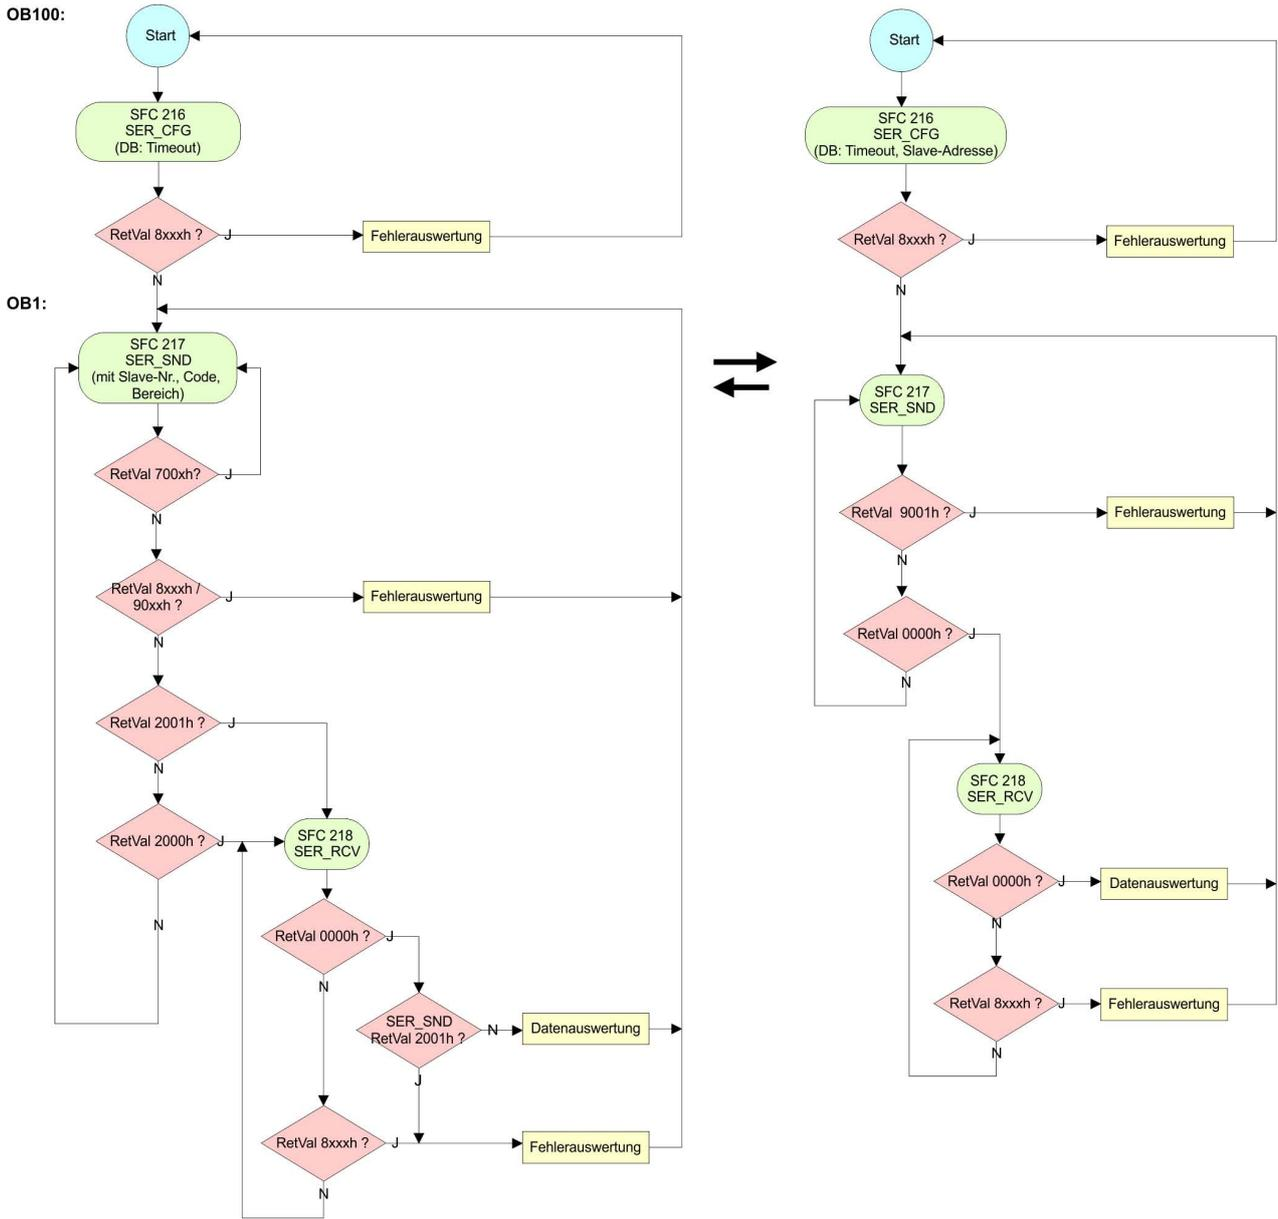 OB100:
Start
SFC 216
SER_CFG
(DB: Timeout)
RetVal 8xxxh ?
J
Fehlerauswertung
N
OB1:
SFC 217
SER_SND
(mit Slave-Nr., Code,
Bereich)
RetVal 700xh?
J
N
RetVal 8xxxh /
90xxh ?
J
Fehlerauswertung
N
RetVal 2001h ?
J
N
RetVal 2000h ?
J
N
SFC 218
SER_RCV
RetVal 0000h ?
J
N
SER_SND
RetVal 2001h ?
N
Datenauswertung
J
RetVal 8xxxh ?
J
Fehlerauswertung
N
Start
SFC 216
SER_CFG
(DB: Timeout, Slave-Adresse)
RetVal 8xxxh ?
J
Fehlerauswertung
N
SFC 217
SER_SND
RetVal 9001h ?
J
Fehlerauswertung
N
RetVal 0000h ?
J
N
SFC 218
SER_RCV
RetVal 0000h ?
J
Datenauswertung
N
RetVal 8xxxh ?
J
Fehlerauswertung
N